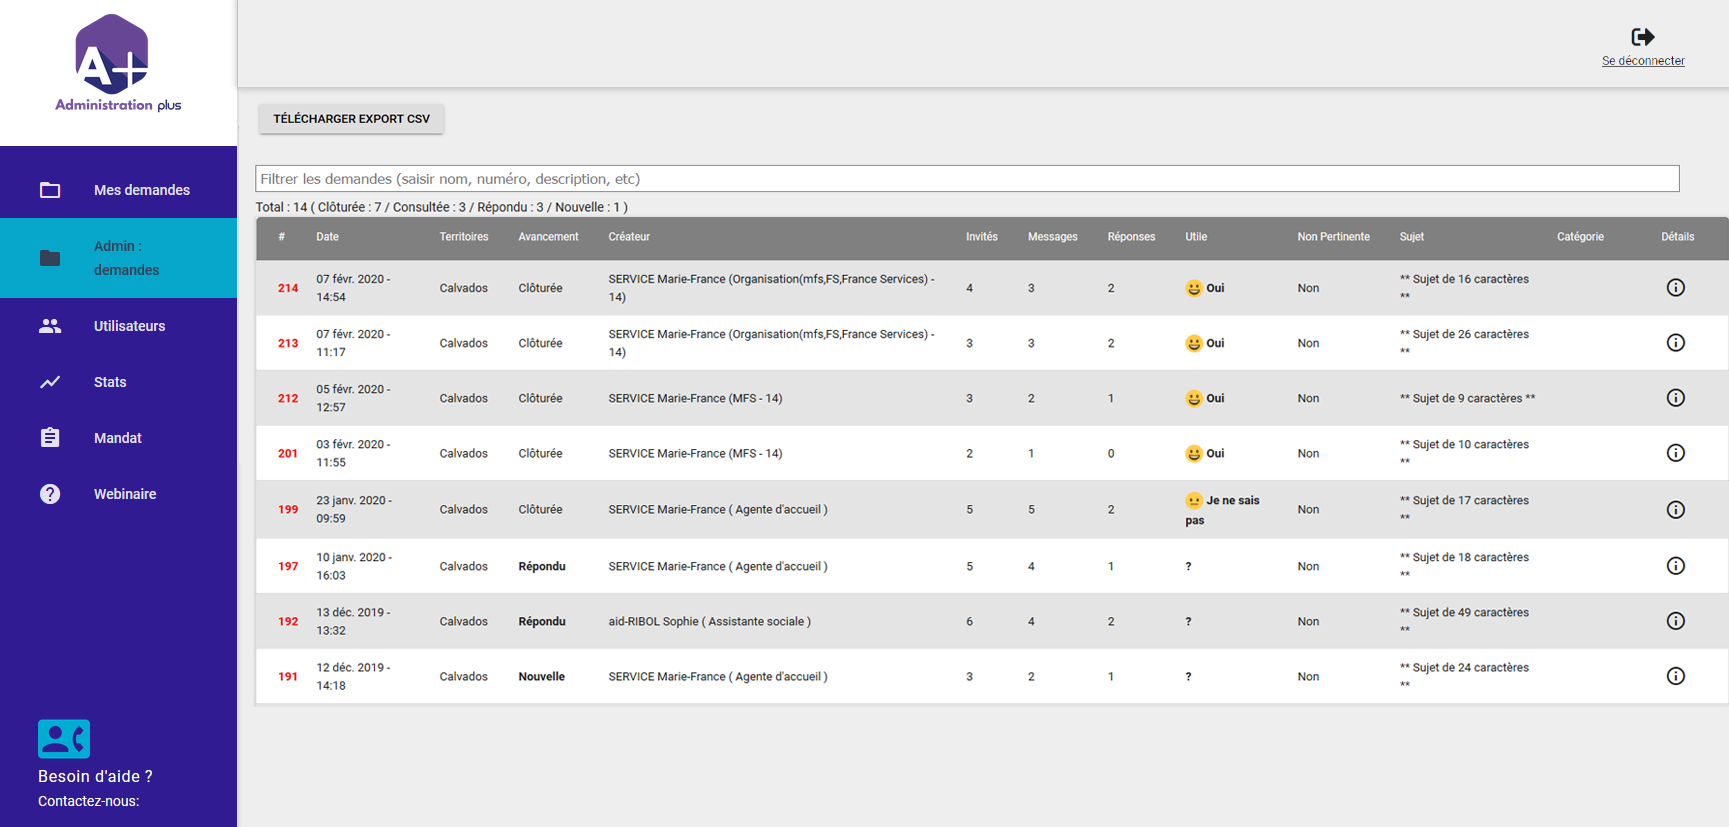 A+
Administration plus
Mes demandes
Admin :
demandes
Utilisateurs
Stats
Mandat
Webinaire
Besoin d'aide ?
Contactez-nous:
Se déconnecter
TÉLÉCHARGER EXPORT CSV
Filtrer les demandes (saisir nom, numéro, description, etc)
Total : 14 ( Clôturée : 7 / Consultée : 3 / Répondu : 3 / Nouvelle : 1 )
# Date Territoires Avancement Créateur Invités Messages Réponses Utile Non Pertinente Sujet Catégorie Détails
07 févr. 2020 - SERVICE Marie-France (Organisation(mfs,FS,France Services) - ** Sujet de 16 caractères
214 Calvados Clôturée 4 3 2 Oui Non
14:54 14) **
07 févr. 2020 - SERVICE Marie-France (Organisation(mfs,FS,France Services) - ** Sujet de 26 caractères
213 Calvados Clôturée 3 3 2 Oui Non
11:17 14) **
05 févr. 2020 -
212 Calvados Clôturée SERVICE Marie-France (MFS - 14) 3 2 1 Oui Non ** Sujet de 9 caractères **
12:57
03 févr. 2020 - ** Sujet de 10 caractères
201 Calvados Clôturée SERVICE Marie-France (MFS - 14) 2 1 0 Oui Non
11:55 **
23 janv. 2020 - Je ne sais ** Sujet de 17 caractères
199 Calvados Clôturée SERVICE Marie-France ( Agente d'accueil ) 5 5 2 Non
09:59 pas **
10 janv. 2020 - ** Sujet de 18 caractères
197 Calvados Répondu SERVICE Marie-France ( Agente d'accueil ) 5 4 1 ? Non
16:03 **
13 déc. 2019 - ** Sujet de 49 caractères
192 Calvados Répondu aid-RIBOL Sophie ( Assistante sociale ) 6 4 2 ? Non
13:32 **
12 déc. 2019 - ** Sujet de 24 caractères
191 Calvados Nouvelle SERVICE Marie-France ( Agente d'accueil ) 3 2 1 ? Non
14:18 **